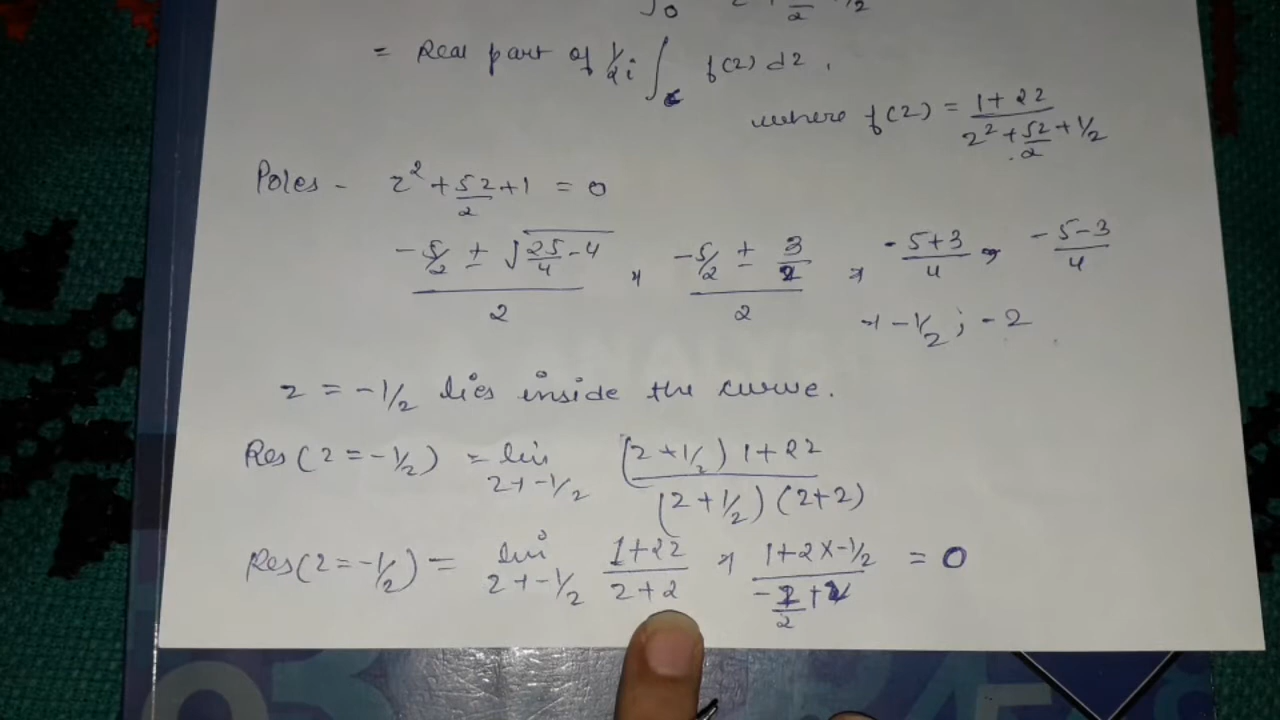 = Real part of 1/2i ∫c f(z) dz,
where f(z) = (1+2z)/(z² + 5z/2 + 1/2)
Poles - z² + 5z/2 + 1 = 0
(-5/2 ± √(25/4 - 4))/2 → (-5/2 ± 3/2)/2 → (-5+3)/4, (-5-3)/4
→ -1/2 ; -2
z = -1/2 lies inside the curve.
Res(z = -1/2) = lim z→-1/2 (z+1/2) 1+2z / (z+1/2)(z+2)
Res(z = -1/2) = lim z→-1/2 (1+2z)/(z+2) → (1+2×-1/2)/(-1/2+2) = 0